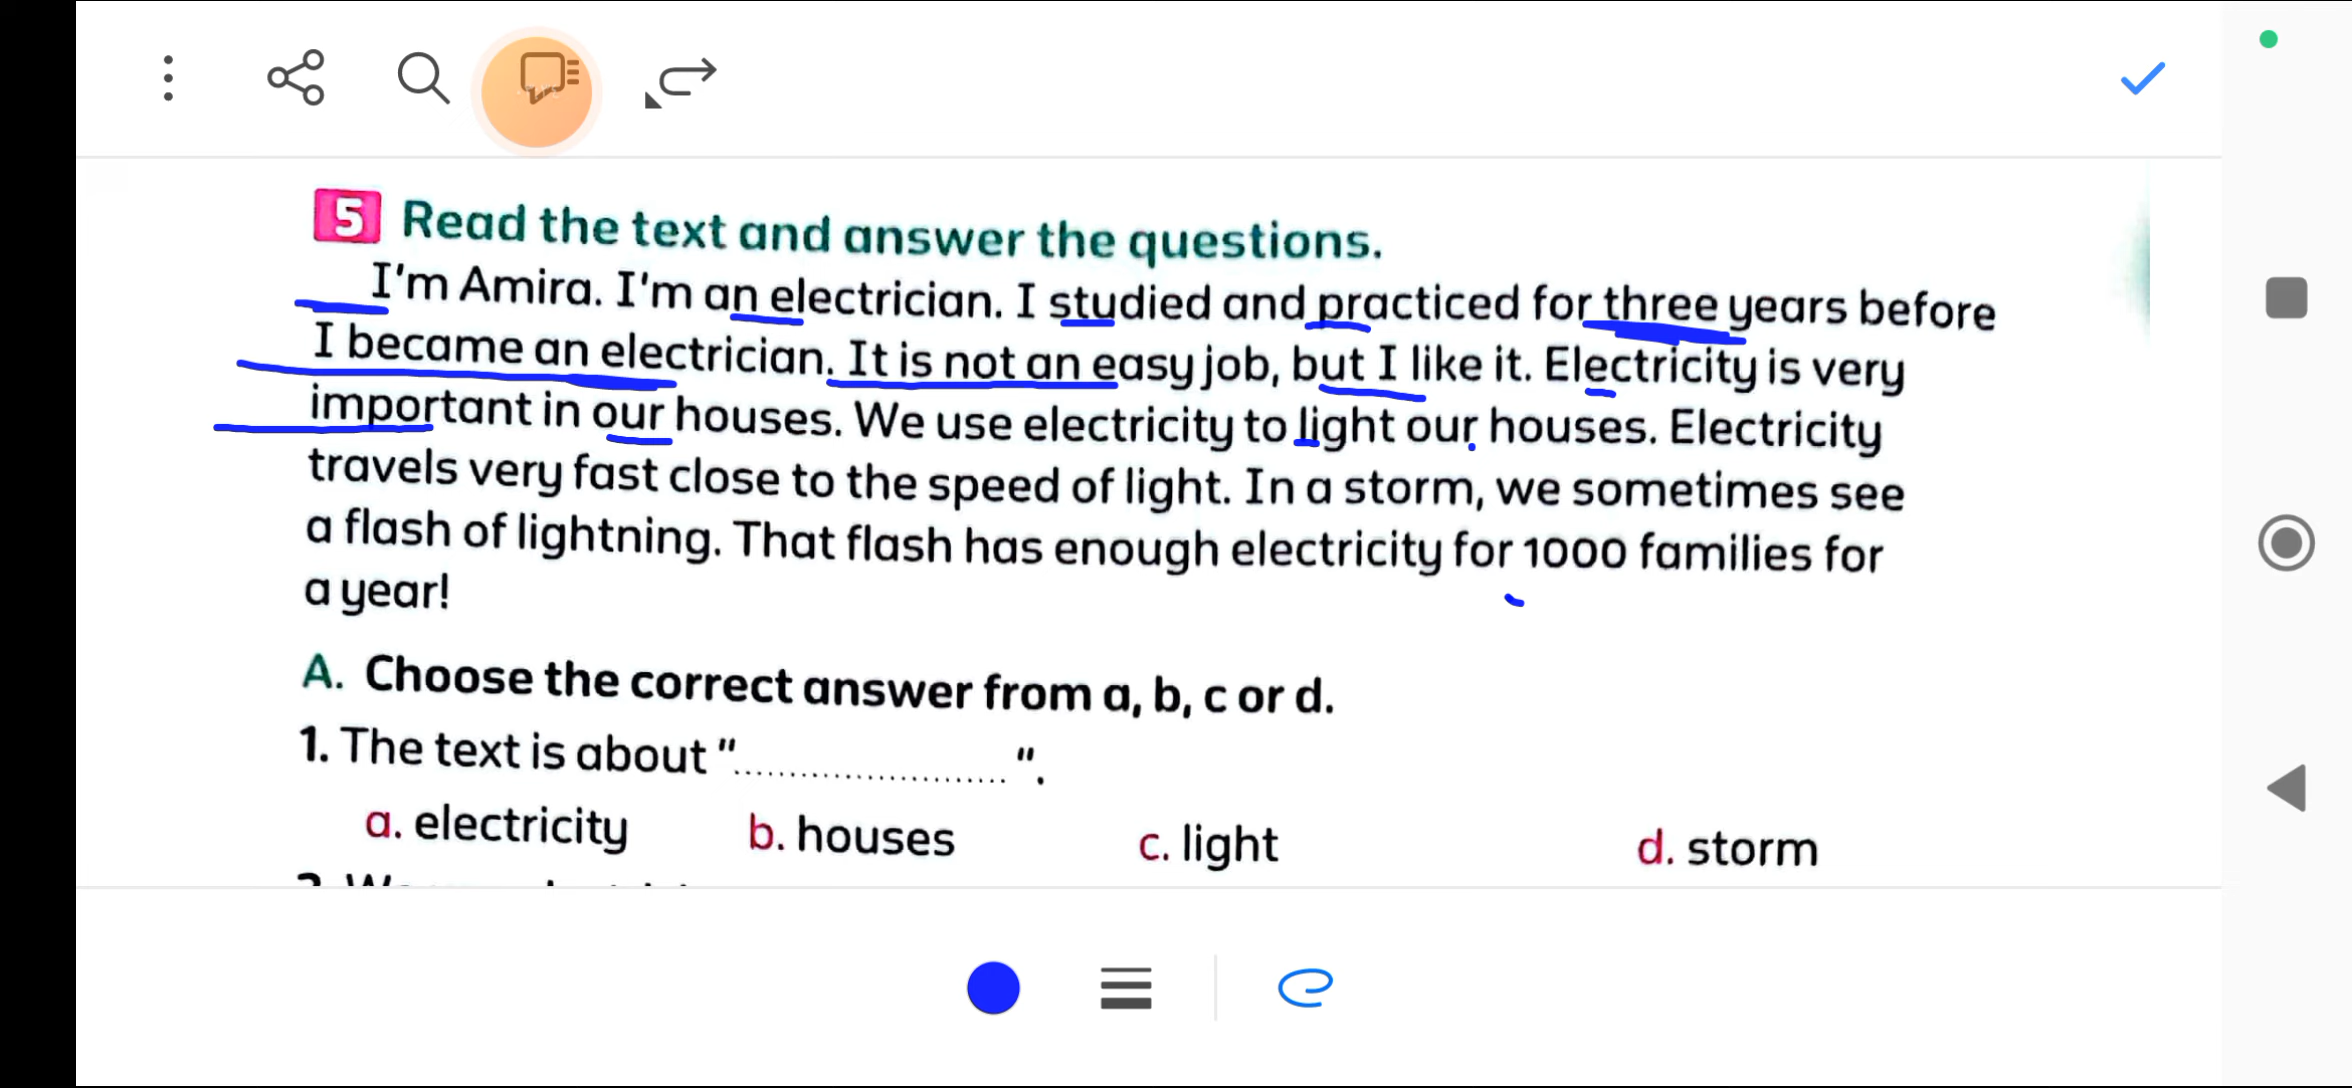 5 Read the text and answer the questions.
I'm Amira. I'm an electrician. I studied and practiced for three years before
I became an electrician. It is not an easy job, but I like it. Electricity is very
important in our houses. We use electricity to light our houses. Electricity
travels very fast close to the speed of light. In a storm, we sometimes see
a flash of lightning. That flash has enough electricity for 1000 families for
a year!
A. Choose the correct answer from a, b, c or d.
1. The text is about "........................".
a. electricity b. houses c. light d. storm